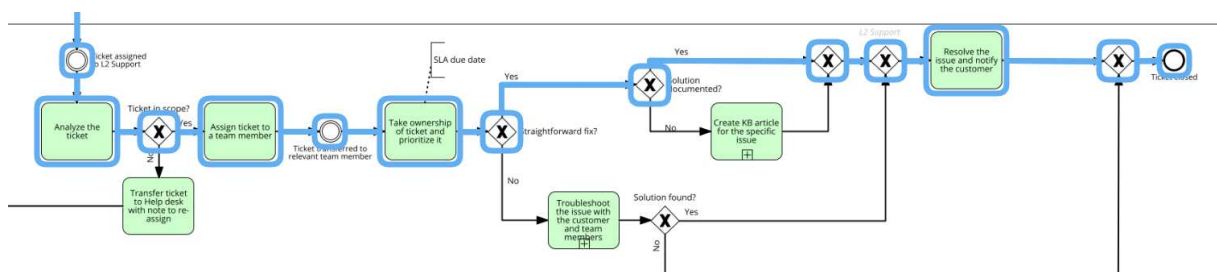 L2 Support
Ticket assigned
to L2 Support
SLA due date
Yes
Yes
Solution
documented?
Resolve the
issue and notify
the customer
Ticket closed
Analyze the
ticket
Ticket in scope?
Yes
No
Assign ticket to
a team member
Ticket transferred to
relevant team member
Take ownership
of ticket and
prioritize it
Straightforward fix?
No
Create KB article
for the specific
issue
No
Transfer ticket
to Help desk
with note to re-
assign
Troubleshoot
the issue with
the customer
and team
members
Solution found?
Yes
No